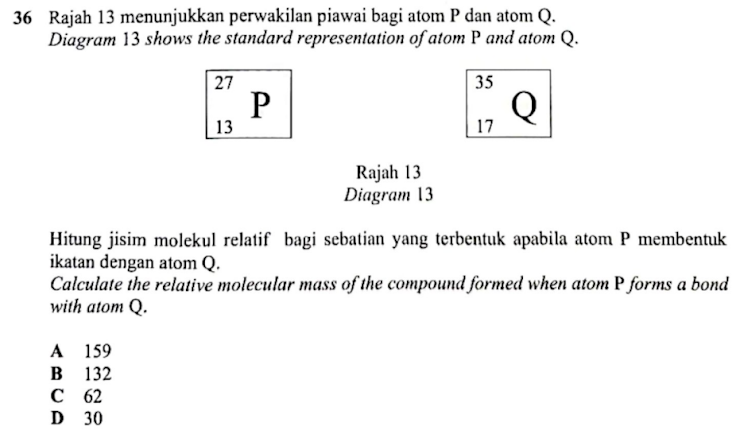 36 Rajah 13 menunjukkan perwakilan piawai bagi atom P dan atom Q.
Diagram 13 shows the standard representation of atom P and atom Q.
27
13
P
35
17
Q
Rajah 13
Diagram 13
Hitung jisim molekul relatif bagi sebatian yang terbentuk apabila atom P membentuk
ikatan dengan atom Q.
Calculate the relative molecular mass of the compound formed when atom P forms a bond
with atom Q.
A 159
B 132
C 62
D 30